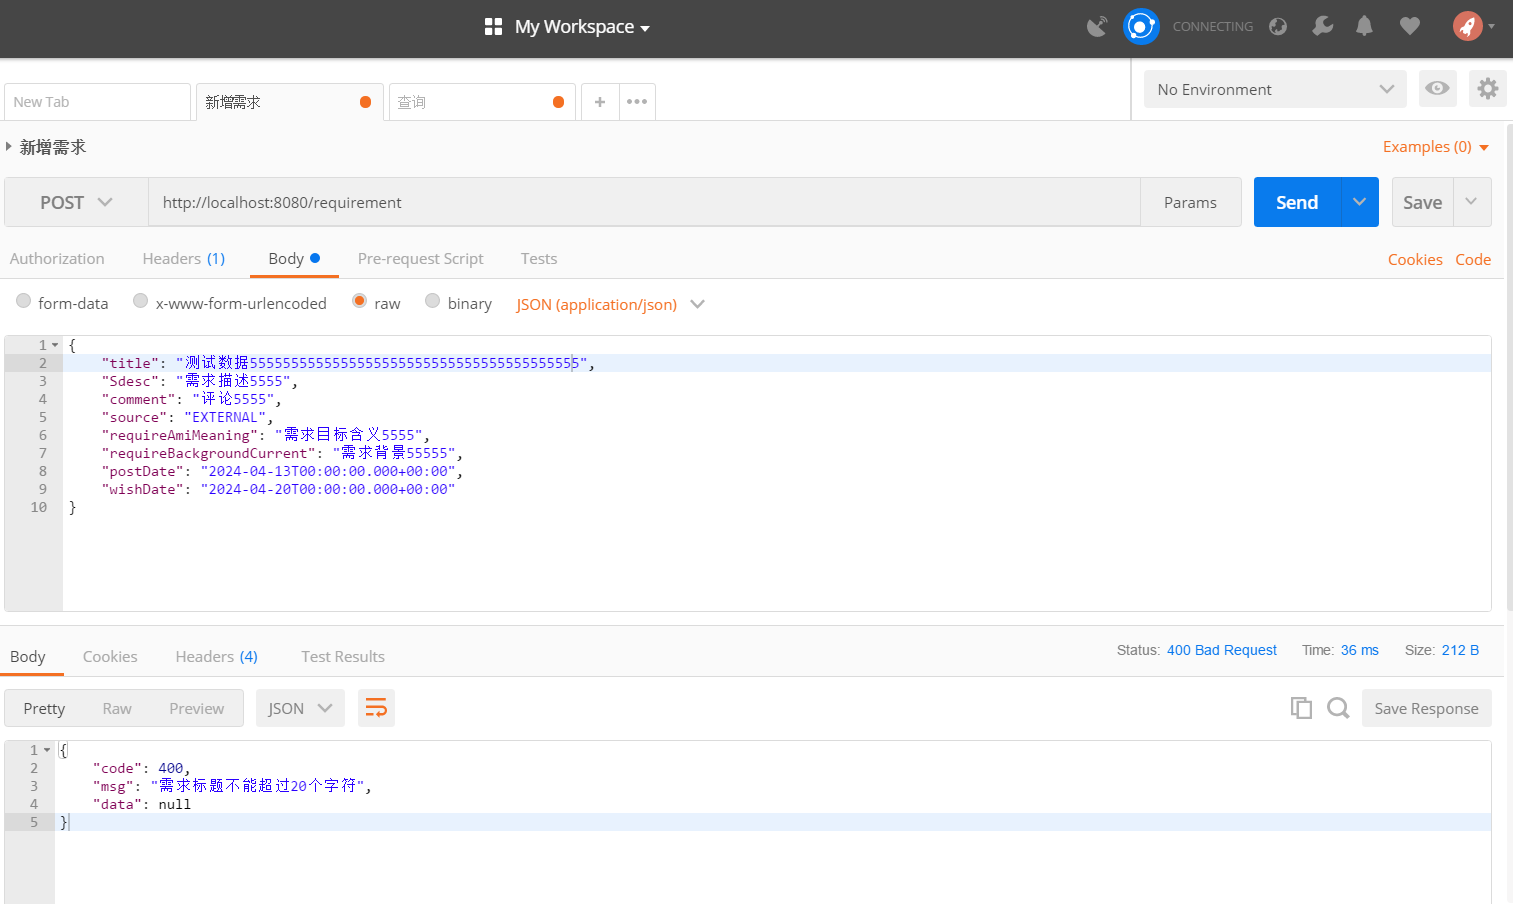 My Workspace
CONNECTING
New Tab
新增需求
查询
No Environment
新增需求
Examples (0)
POST
http://localhost:8080/requirement
Params
Send
Save
Authorization
Headers (1)
Body
Pre-request Script
Tests
Cookies
Code
form-data
x-www-form-urlencoded
raw
binary
JSON (application/json)
1 {
2 "title": "测试数据5555555555555555555555555555555555555555",
3 "Sdesc": "需求描述5555",
4 "comment": "评论5555",
5 "source": "EXTERNAL",
6 "requireAmiMeaning": "需求目标含义5555",
7 "requireBackgroundCurrent": "需求背景55555",
8 "postDate": "2024-04-13T00:00:00.000+00:00",
9 "wishDate": "2024-04-20T00:00:00.000+00:00"
10 }
Body
Cookies
Headers (4)
Test Results
Status: 400 Bad Request
Time: 36 ms
Size: 212 B
Pretty
Raw
Preview
JSON
Save Response
1 {
2 "code": 400,
3 "msg": "需求标题不能超过20个字符",
4 "data": null
5 }